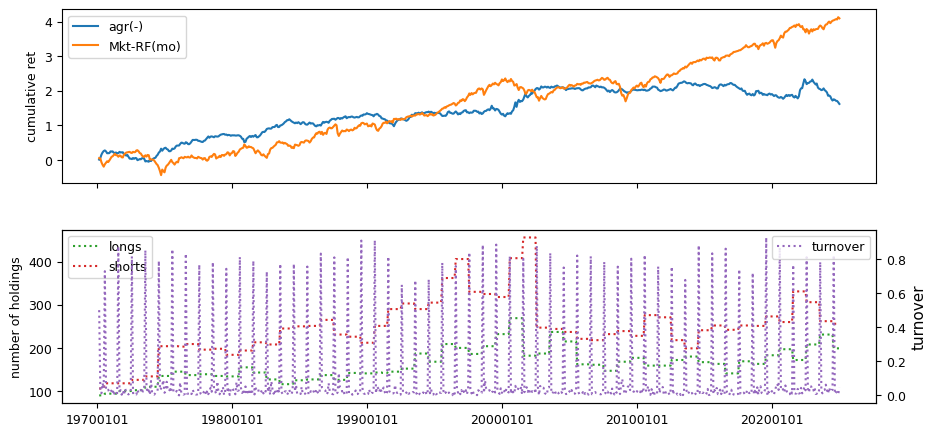 agr(-)
Mkt-RF(mo)
cumulative ret
4
3
2
1
0
longs
shorts
turnover
number of holdings
400
300
200
100
0.8
0.6
0.4
0.2
0.0
turnover
19700101 19800101 19900101 20000101 20100101 20200101